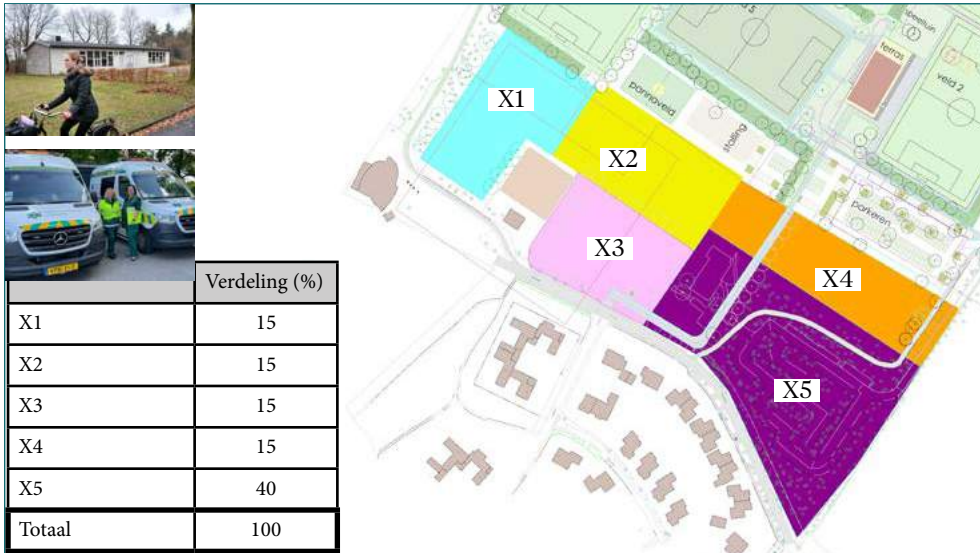 Verdeling (%)
X1 15
X2 15
X3 15
X4 15
X5 40
Totaal 100
X1
X2
X3
X4
X5
pannaveld
stalling
parkeren
terras
veld 2